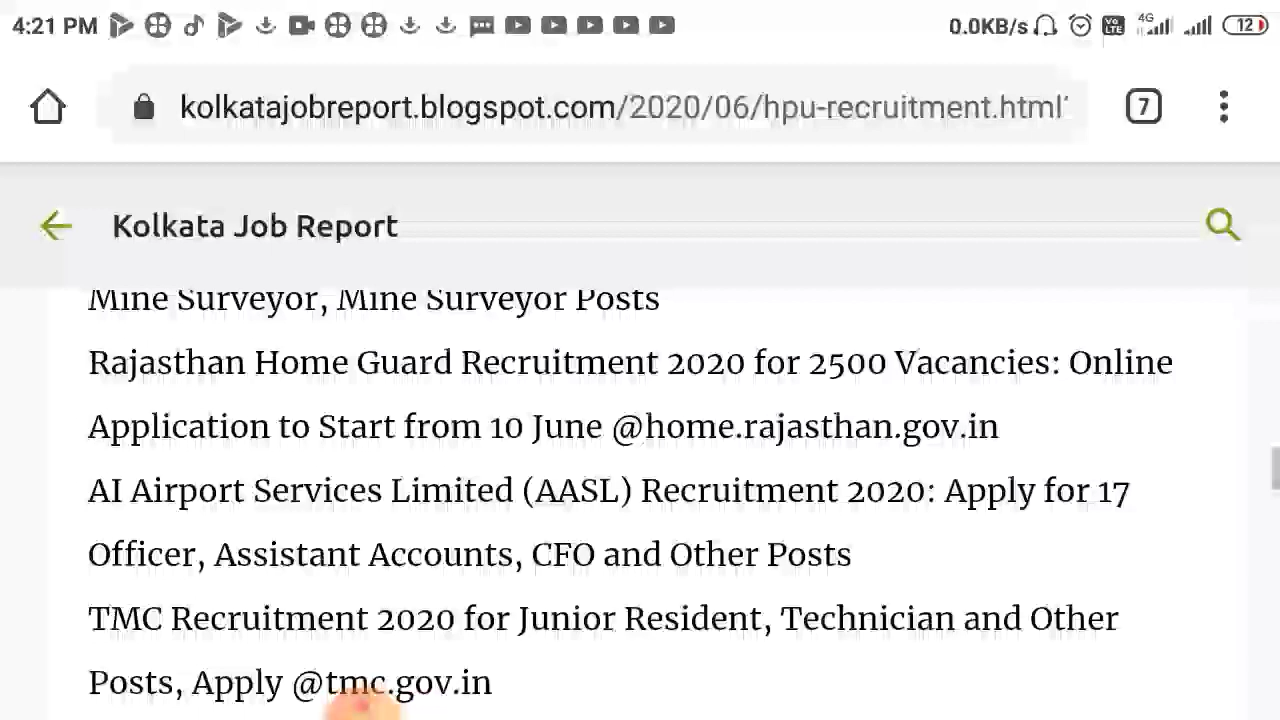 4:21 PM
0.0KB/s
Vo LTE
4G
12
kolkatajobreport.blogspot.com/2020/06/hpu-recruitment.html
7
Kolkata Job Report
Mine Surveyor, Mine Surveyor Posts
Rajasthan Home Guard Recruitment 2020 for 2500 Vacancies: Online
Application to Start from 10 June @home.rajasthan.gov.in
AI Airport Services Limited (AASL) Recruitment 2020: Apply for 17
Officer, Assistant Accounts, CFO and Other Posts
TMC Recruitment 2020 for Junior Resident, Technician and Other
Posts, Apply @tmc.gov.in